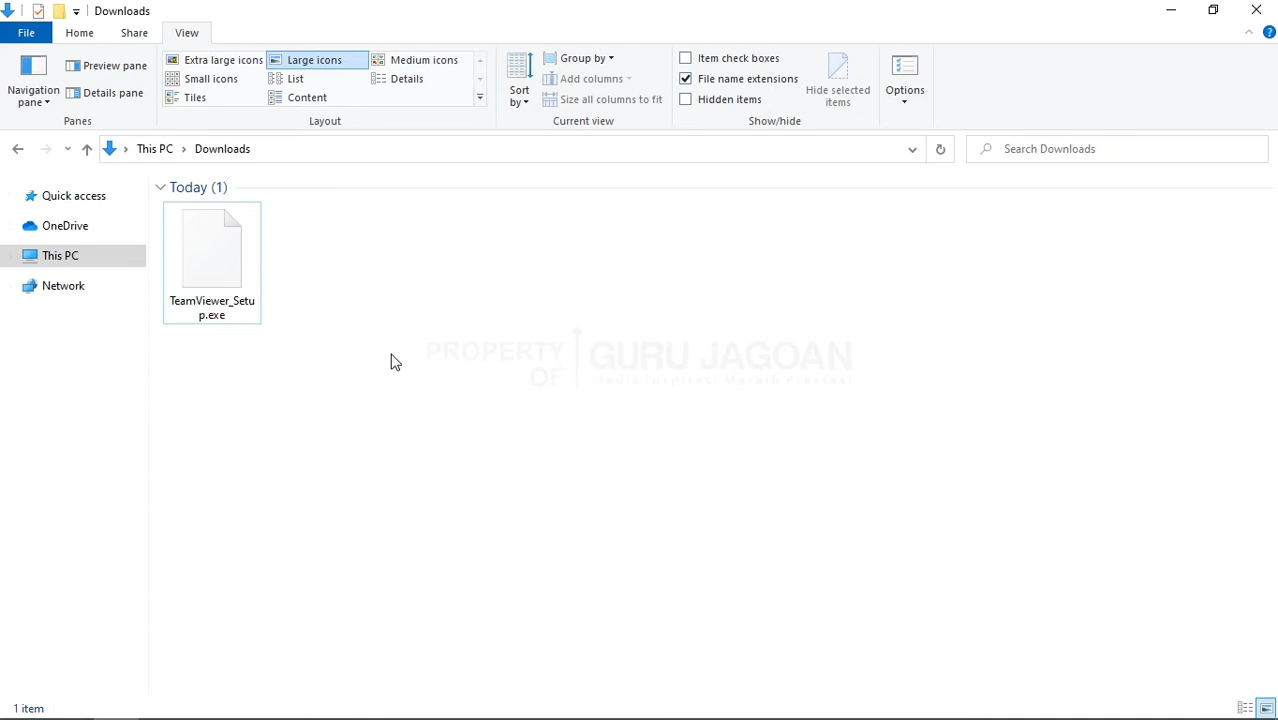 Downloads
File Home Share View
Navigation pane
Preview pane
Details pane
Panes
Extra large icons Large icons Medium icons
Small icons List Details
Tiles Content
Layout
Sort by
Group by
Add columns
Size all columns to fit
Current view
Item check boxes
File name extensions
Hidden items
Hide selected items
Show/hide
Options
This PC Downloads
Search Downloads
Quick access
OneDrive
This PC
Network
Today (1)
TeamViewer_Setu
p.exe
PROPERTY
OF
GURU JAGOAN
1 item